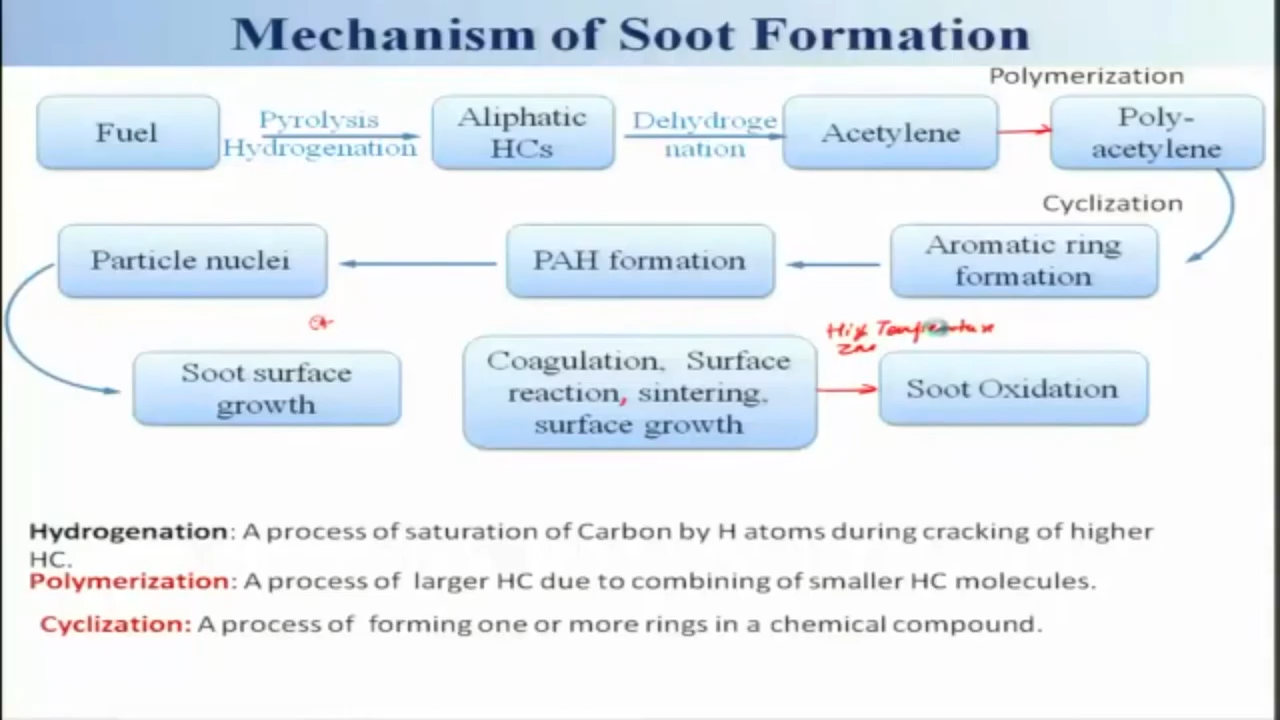 Mechanism of Soot Formation
Polymerization
Fuel
Pyrolysis
Hydrogenation
Aliphatic
HCs
Dehydroge
nation
Acetylene
Poly-
acetylene
Cyclization
Particle nuclei
PAH formation
Aromatic ring
formation
Soot surface
growth
Coagulation, Surface
reaction, sintering,
surface growth
Soot Oxidation
Hydrogenation: A process of saturation of Carbon by H atoms during cracking of higher
HC.
Polymerization: A process of larger HC due to combining of smaller HC molecules.
Cyclization: A process of forming one or more rings in a chemical compound.